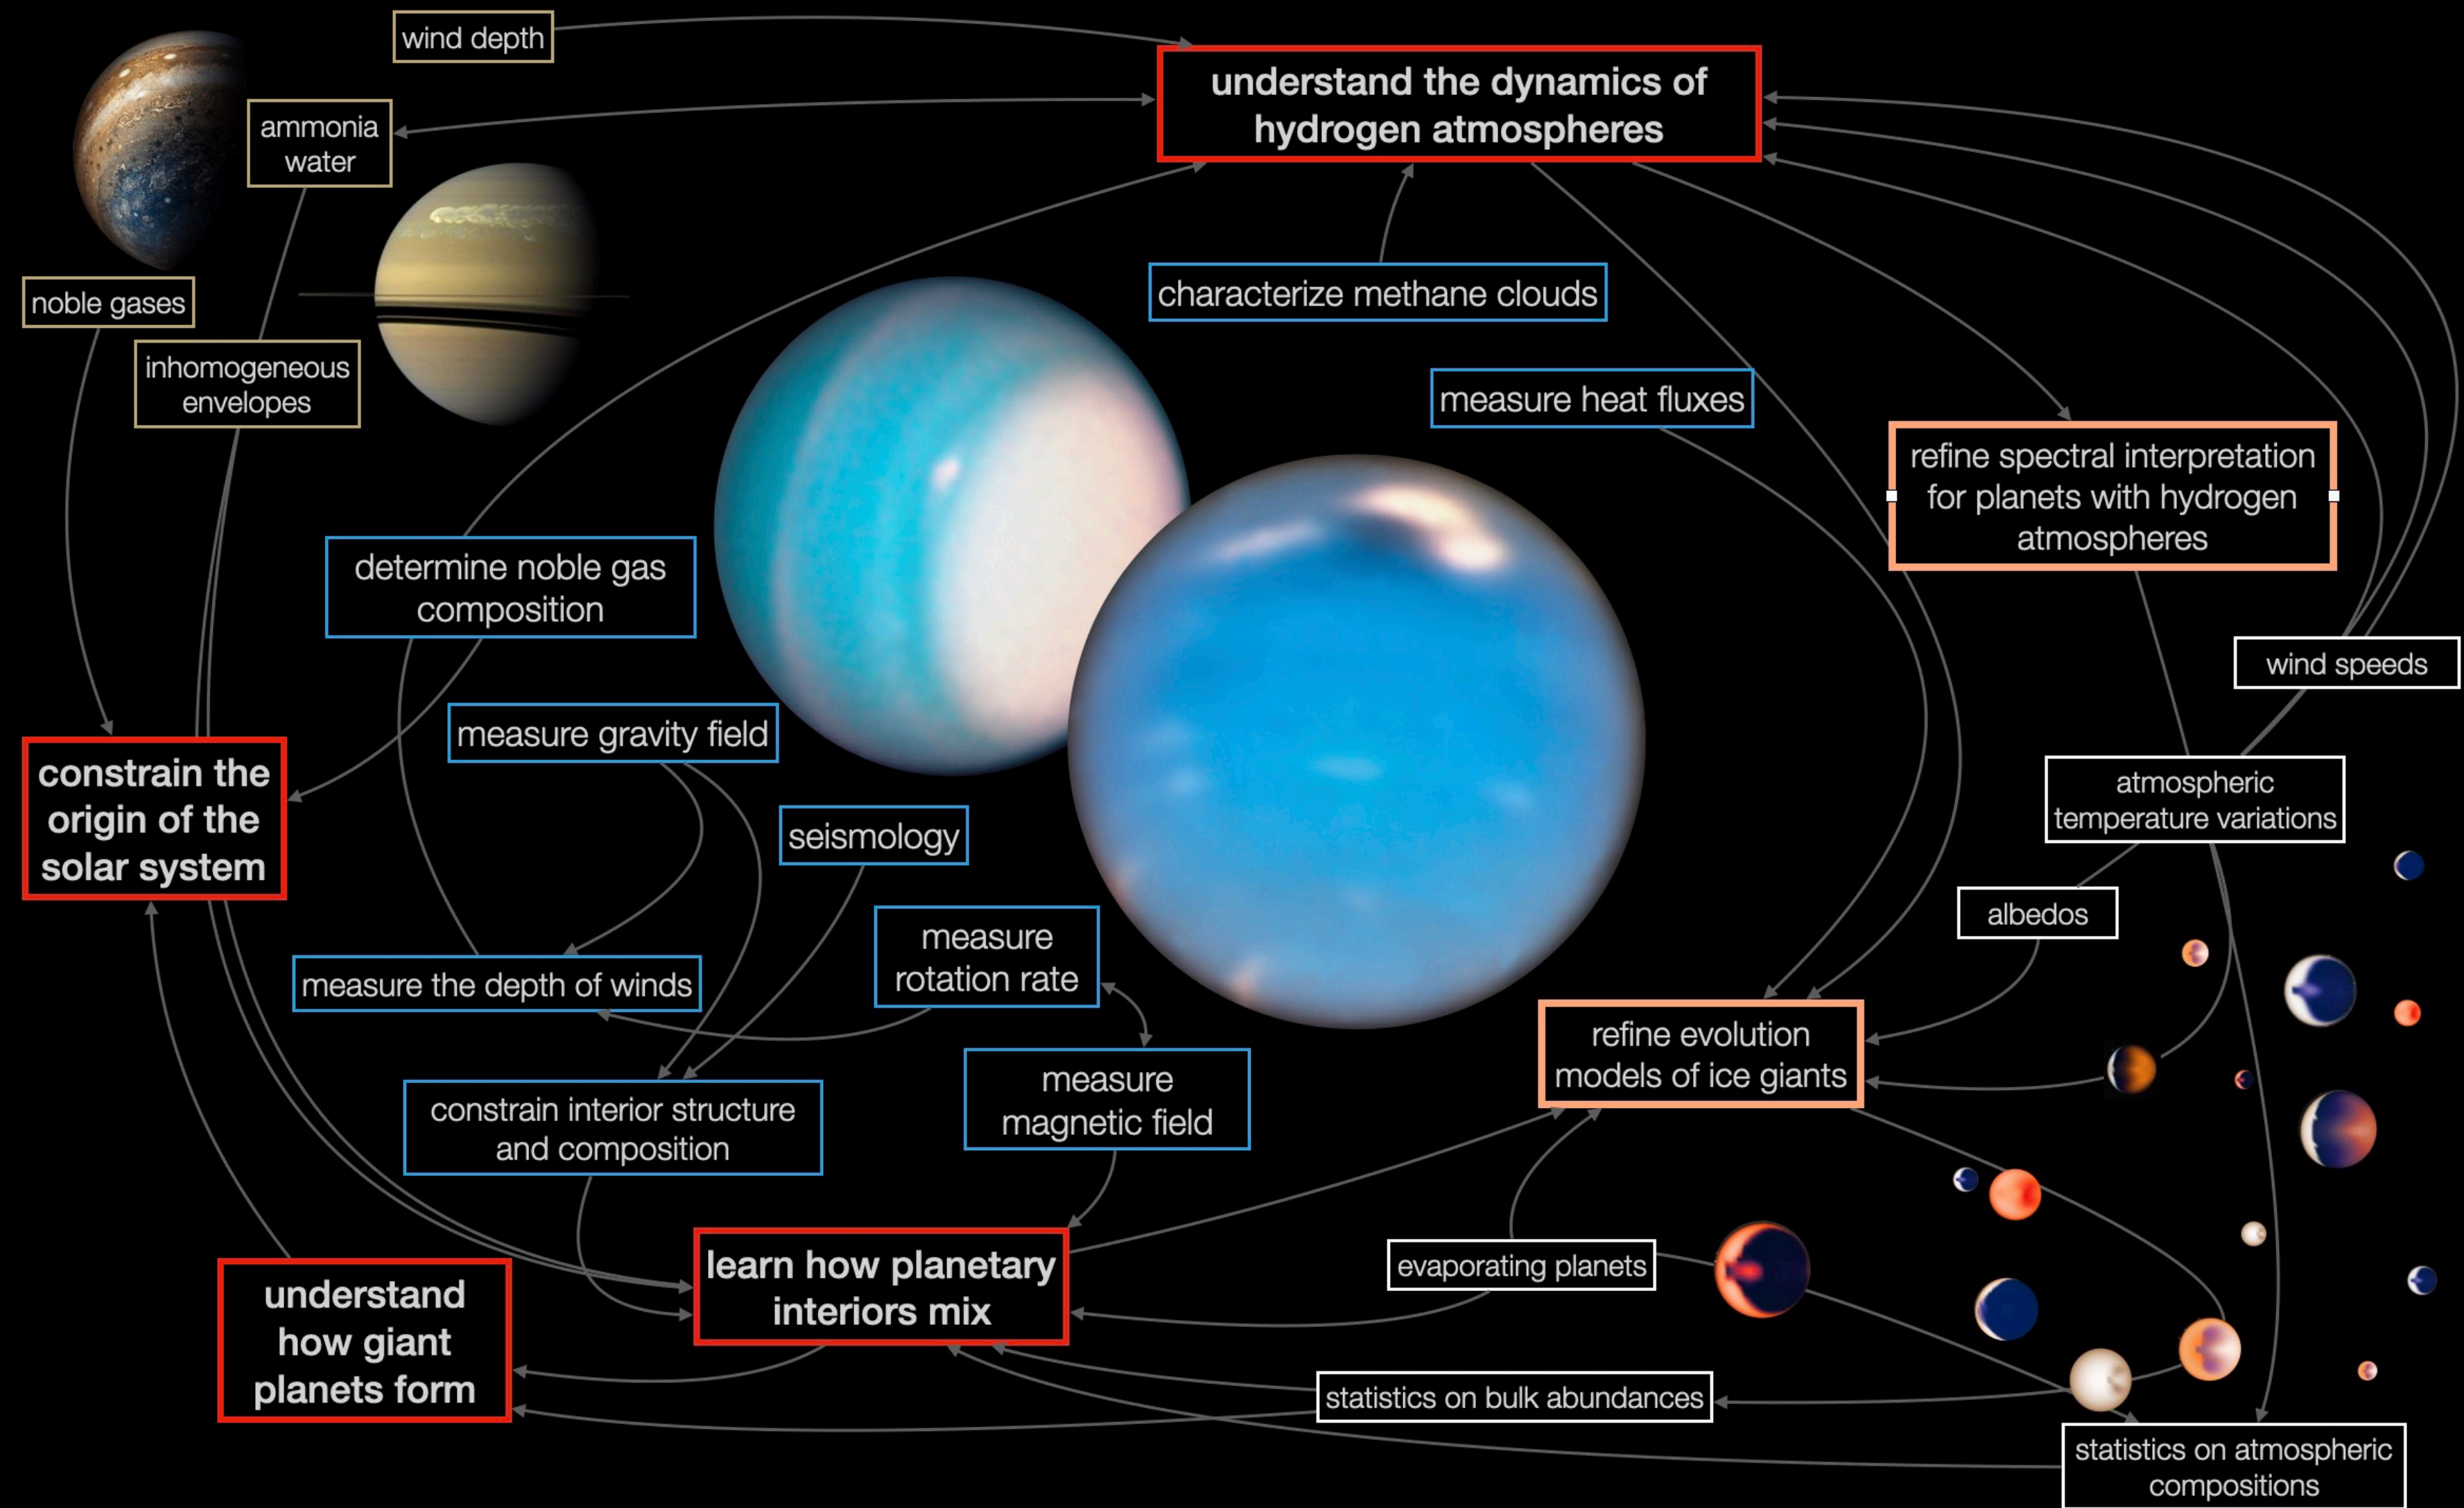 wind depth
understand the dynamics of
hydrogen atmospheres
ammonia
water
noble gases
characterize methane clouds
inhomogeneous
envelopes
measure heat fluxes
refine spectral interpretation
for planets with hydrogen
atmospheres
determine noble gas
composition
wind speeds
measure gravity field
constrain the
origin of the
solar system
atmospheric
temperature variations
seismology
albedos
measure
rotation rate
measure the depth of winds
refine evolution
models of ice giants
measure
magnetic field
constrain interior structure
and composition
learn how planetary
interiors mix
evaporating planets
understand
how giant
planets form
statistics on bulk abundances
statistics on atmospheric
compositions